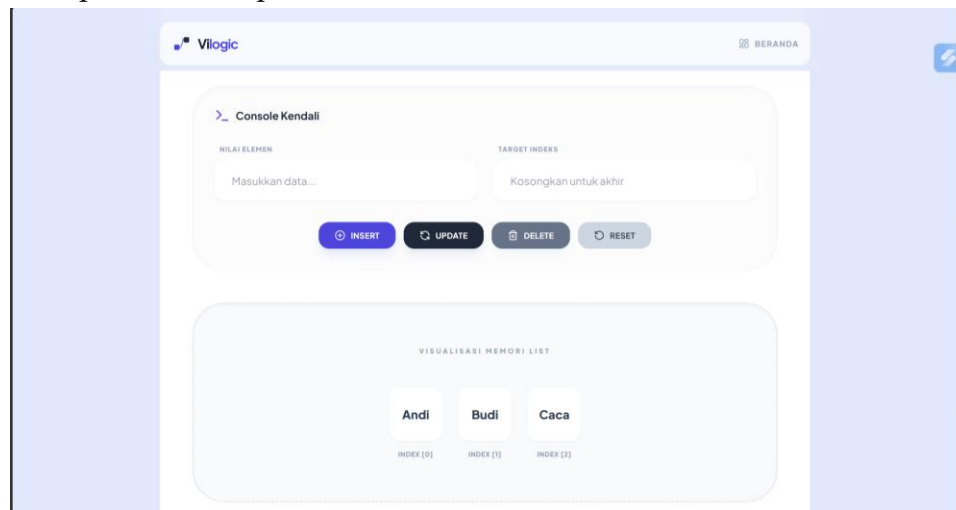 Vilogic
BERANDA
>_ Console Kendali
NILAI ELEMEN
TARGET INDEKS
Masukkan data...
Kosongkan untuk akhir
INSERT
UPDATE
DELETE
RESET
VISUALISASI MEMORI LIST
Andi
Budi
Caca
INDEX [0]
INDEX [1]
INDEX [2]